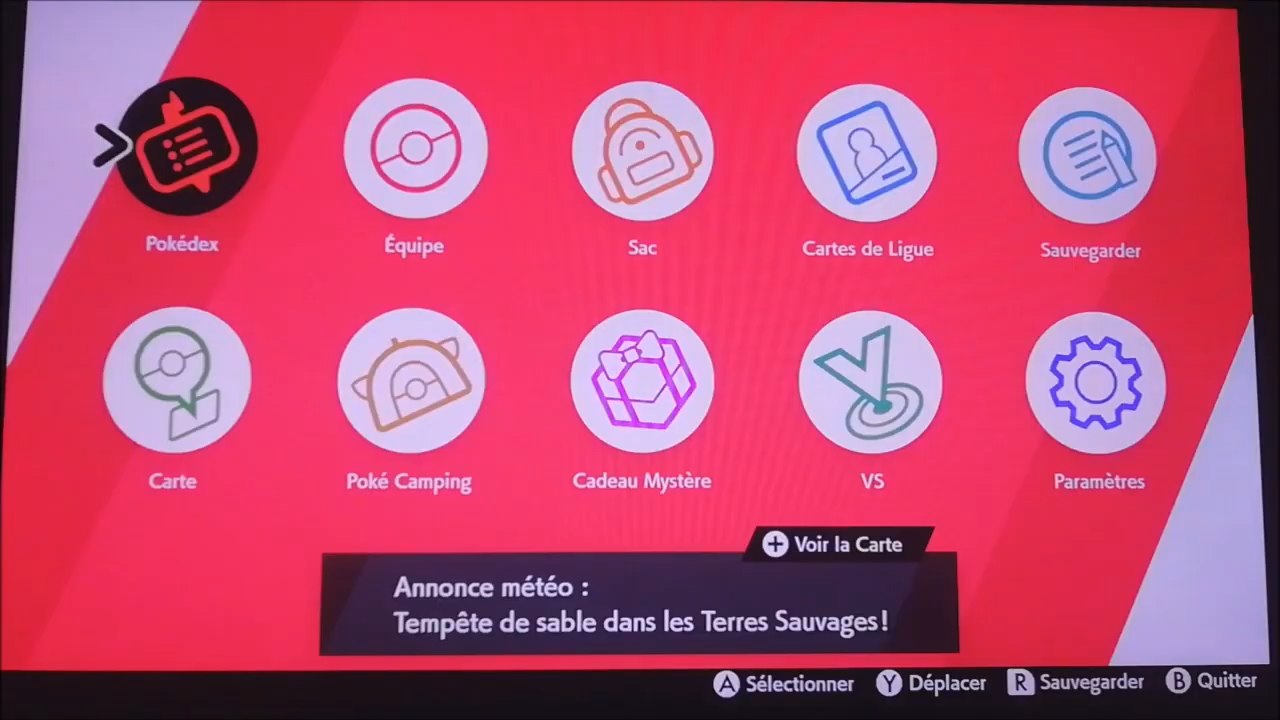 Pokédex
Équipe
Sac
Cartes de Ligue
Sauvegarder
Carte
Poké Camping
Cadeau Mystère
VS
Paramètres
+ Voir la Carte
Annonce météo :
Tempête de sable dans les Terres Sauvages!
A Sélectionner Y Déplacer R Sauvegarder B Quitter